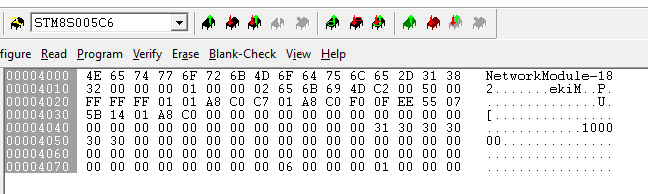 STM8S005C6
figure Read Program Verify Erase Blank-Check View Help
00004000 4E 65 74 77 6F 72 6B 4D 6F 64 75 6C 65 2D 31 38 NetworkModule-18
00004010 32 00 00 00 01 00 00 02 65 6B 69 4D C2 00 50 00 2.......ekiM..P.
00004020 FF FF FF 01 01 A8 C0 C7 01 A8 C0 F0 0F EE 55 07 ..............U.
00004030 5B 14 01 A8 C0 00 00 00 00 00 00 00 00 00 00 00 [...............
00004040 00 00 00 00 00 00 00 00 00 00 00 00 31 30 30 30 ............1000
00004050 30 30 00 00 00 00 00 00 00 00 00 00 00 00 00 00 00..............
00004060 00 00 00 00 00 00 00 00 00 00 00 00 00 00 00 00 ................
00004070 00 00 00 00 00 00 00 06 00 00 00 01 00 00 00 00 ................